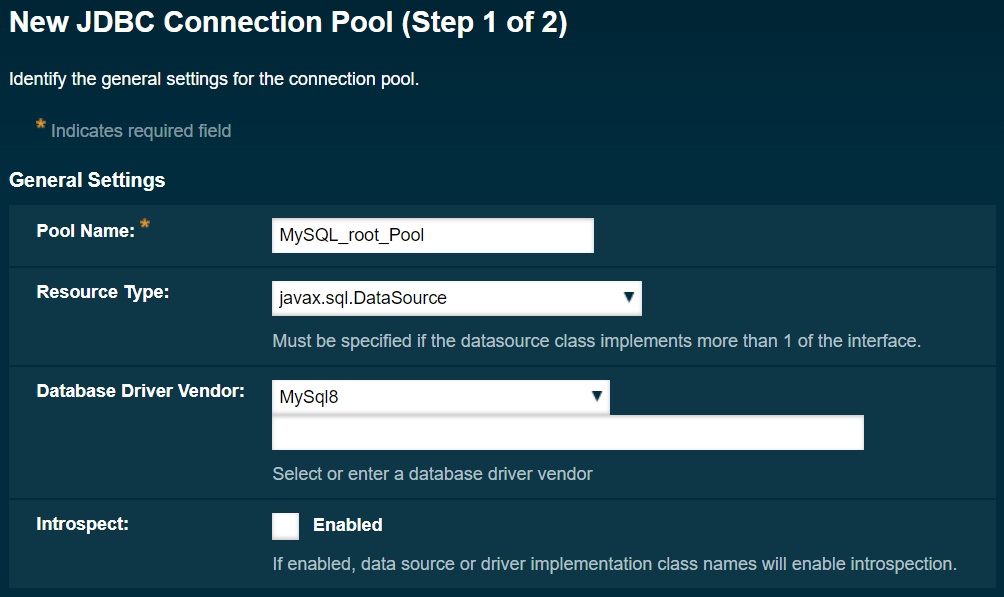 New JDBC Connection Pool (Step 1 of 2)
Identify the general settings for the connection pool.
* Indicates required field
General Settings
Pool Name: *
MySQL_root_Pool
Resource Type:
javax.sql.DataSource
Must be specified if the datasource class implements more than 1 of the interface.
Database Driver Vendor:
MySql8
Select or enter a database driver vendor
Introspect:
Enabled
If enabled, data source or driver implementation class names will enable introspection.